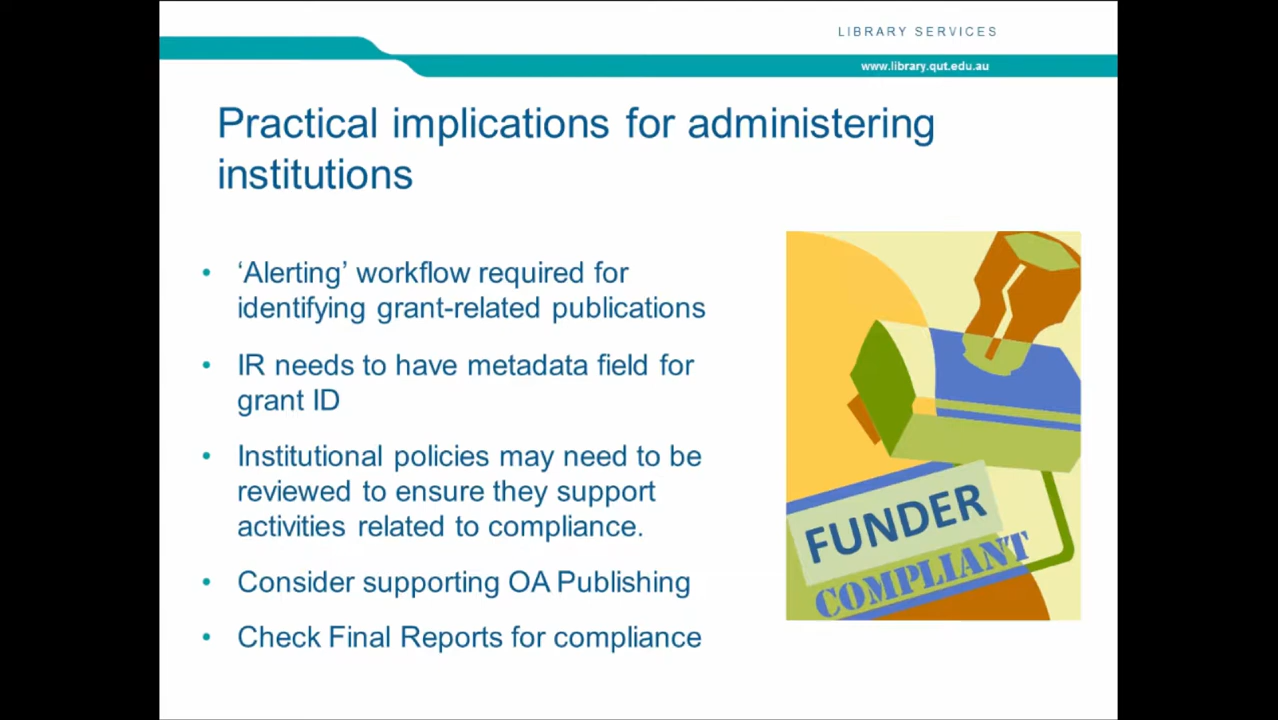 LIBRARY SERVICES
www.library.qut.edu.au
Practical implications for administering
institutions
• ‘Alerting’ workflow required for
identifying grant-related publications
• IR needs to have metadata field for
grant ID
• Institutional policies may need to be
reviewed to ensure they support
activities related to compliance.
• Consider supporting OA Publishing
• Check Final Reports for compliance
FUNDER
COMPLIANT